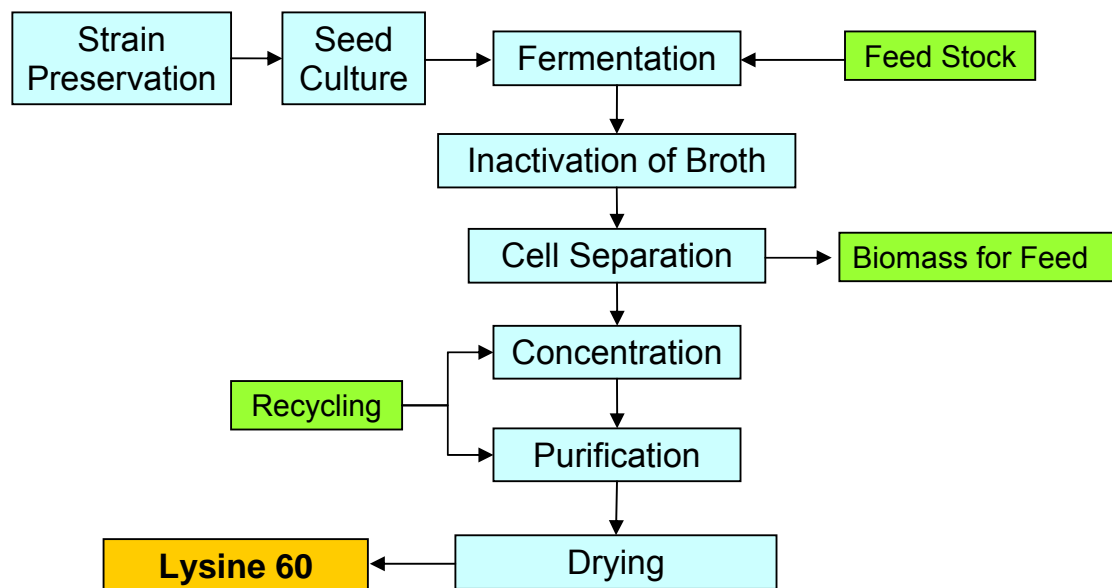 Strain
Preservation
Seed
Culture
Fermentation
Feed Stock
Inactivation of Broth
Cell Separation
Biomass for Feed
Concentration
Recycling
Purification
Lysine 60
Drying